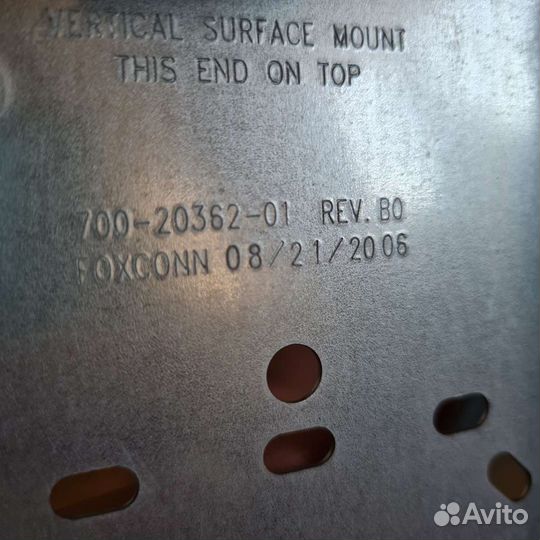 VERTICAL SURFACE MOUNT
THIS END ON TOP
700-20362-01 REV. B0
FOXCONN 08/21/2006
Avito